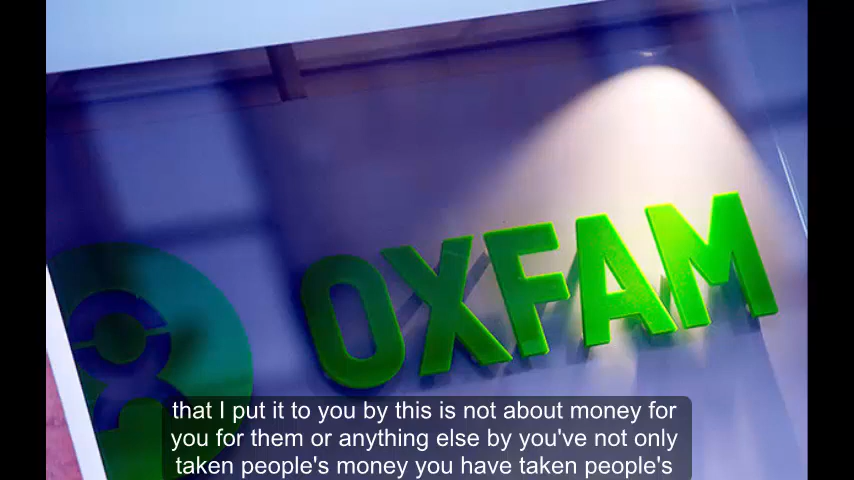 OXFAM
that I put it to you by this is not about money for
you for them or anything else by you've not only
taken people's money you have taken people's